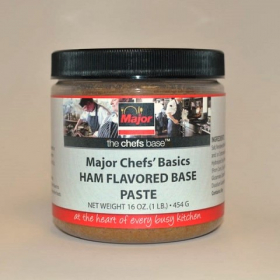 Major
the chefs base™
Major Chefs' Basics
HAM FLAVORED BASE
PASTE
NET WEIGHT 16 OZ. (1 LB.) • 454 G
at the heart of every busy kitchen